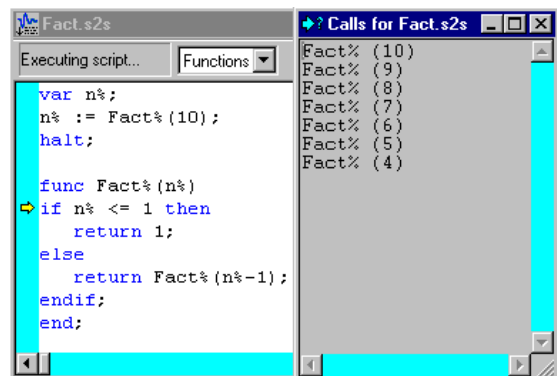 Fact.s2s
Executing script...
Functions
var n%;
n% := Fact%(10);
halt;
func Fact%(n%)
if n% <= 1 then
return 1;
else
return Fact%(n%-1);
endif;
end;
Calls for Fact.s2s
Fact% (10)
Fact% (9)
Fact% (8)
Fact% (7)
Fact% (6)
Fact% (5)
Fact% (4)